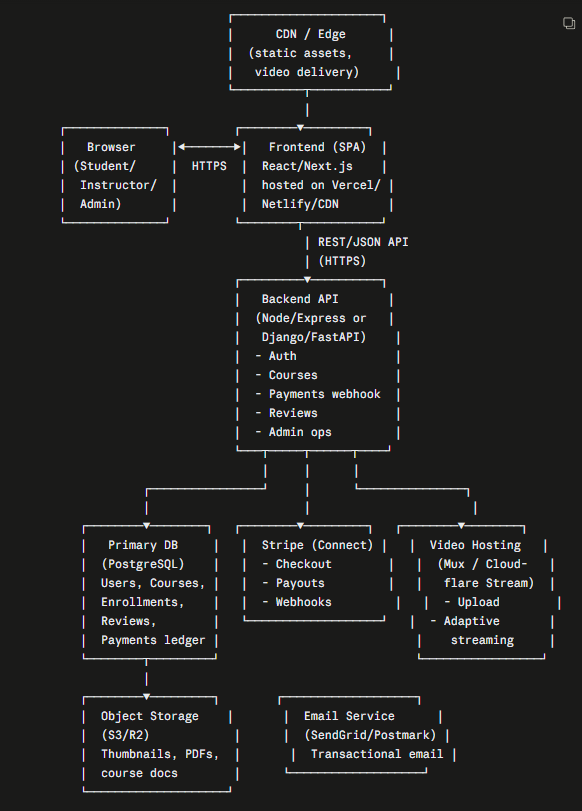 CDN / Edge
(static assets,
video delivery)
Browser
(Student/
Instructor/
Admin)
HTTPS
Frontend (SPA)
React/Next.js
hosted on Vercel/
Netlify/CDN
REST/JSON API
(HTTPS)
Backend API
(Node/Express or
Django/FastAPI)
- Auth
- Courses
- Payments webhook
- Reviews
- Admin ops
Primary DB
(PostgreSQL)
Users, Courses,
Enrollments,
Reviews,
Payments ledger
Stripe (Connect)
- Checkout
- Payouts
- Webhooks
Video Hosting
(Mux / Cloud-
flare Stream)
- Upload
- Adaptive
streaming
Object Storage
(S3/R2)
Thumbnails, PDFs,
course docs
Email Service
(SendGrid/Postmark)
Transactional email